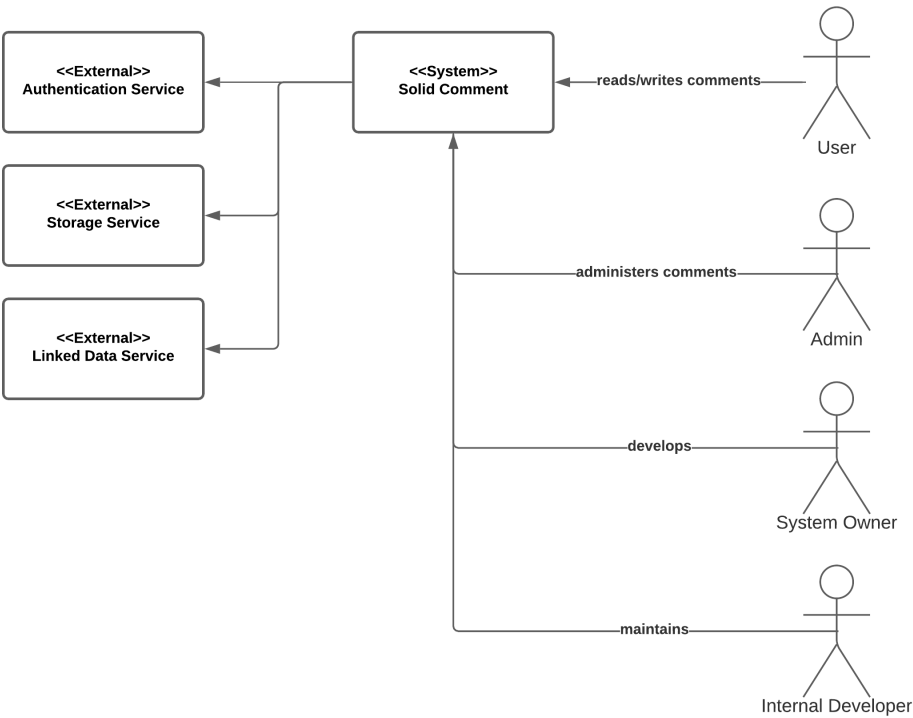 <<External>>
Authentication Service
<<System>>
Solid Comment
reads/writes comments
User
<<External>>
Storage Service
administers comments
Admin
<<External>>
Linked Data Service
develops
System Owner
maintains
Internal Developer